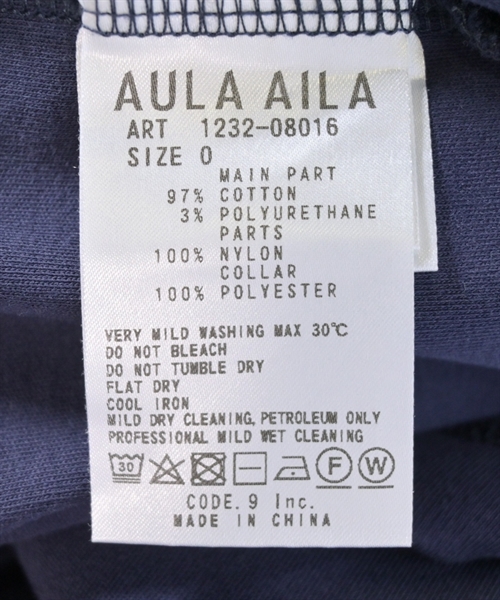 AULA AILA
ART 1232-08016
SIZE 0
MAIN PART
97% COTTON
3% POLYURETHANE
PARTS
100% NYLON
COLLAR
100% POLYESTER
VERY MILD WASHING MAX 30℃
DO NOT BLEACH
DO NOT TUMBLE DRY
FLAT DRY
COOL IRON
MILD DRY CLEANING, PETROLEUM ONLY
PROFESSIONAL MILD WET CLEANING
30 F W
CODE. 9 Inc.
MADE IN CHINA